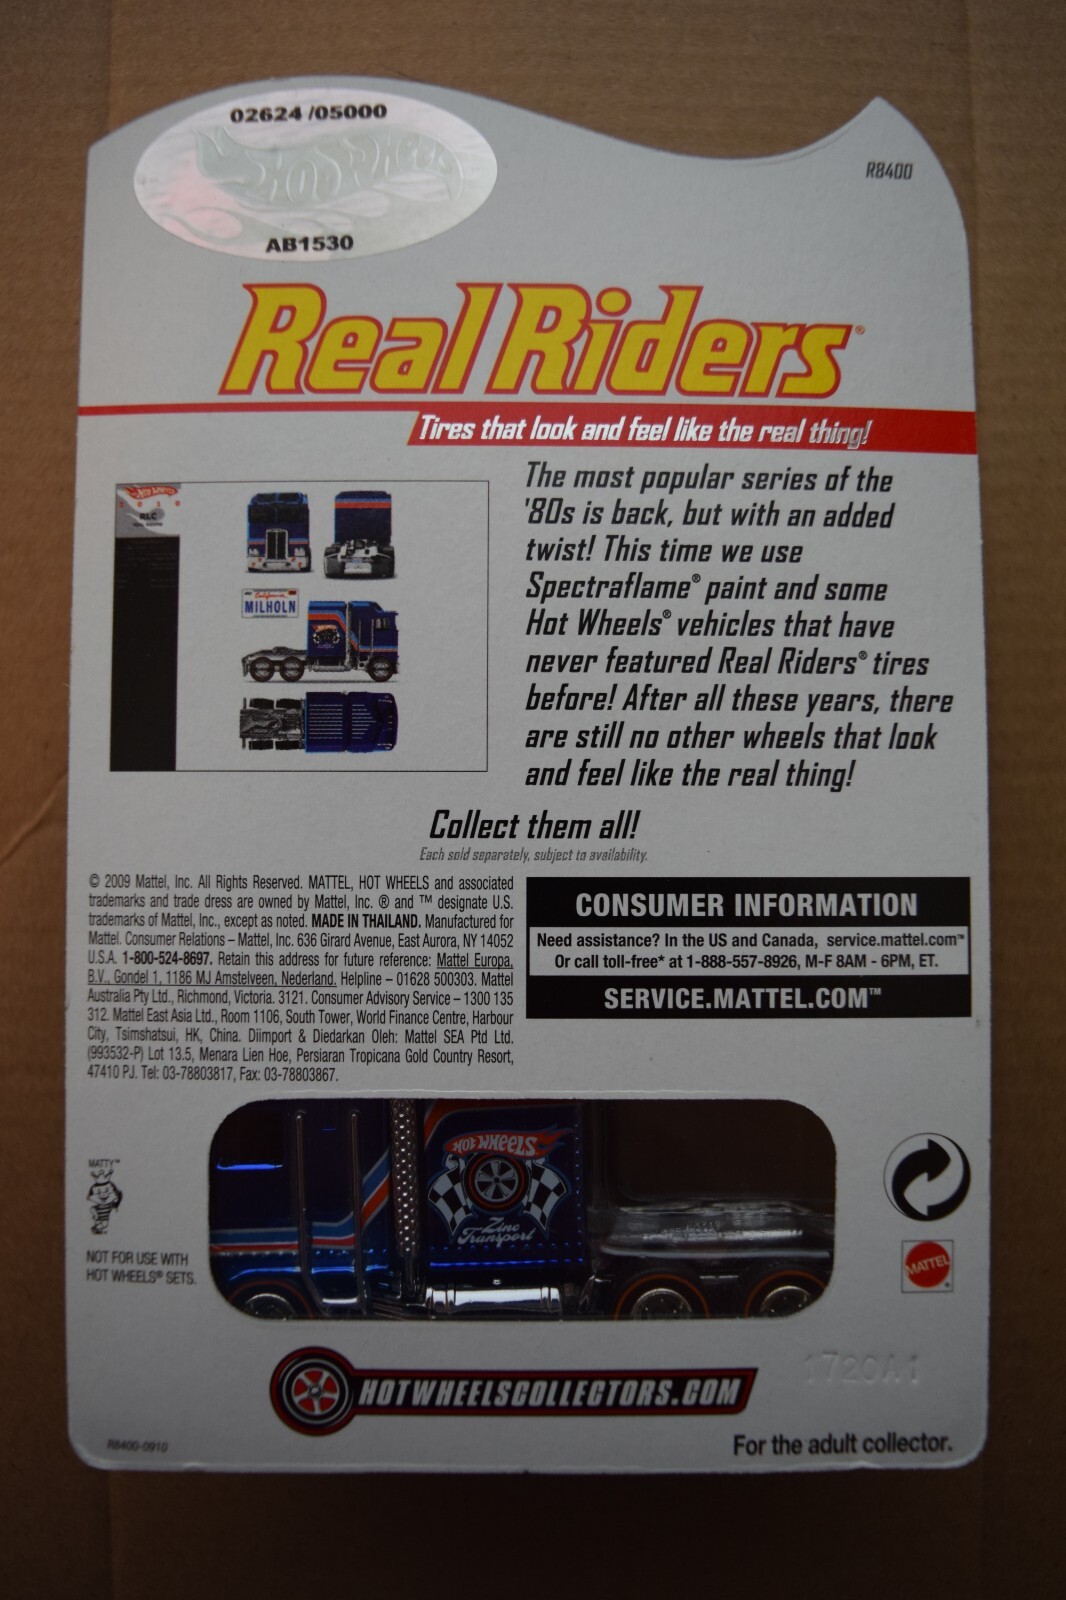 02624 /05000
HOT WHEELS
AB1530
R8400
Real Riders®
Tires that look and feel like the real thing!
The most popular series of the
'80s is back, but with an added
twist! This time we use
Spectraflame® paint and some
Hot Wheels® vehicles that have
never featured Real Riders® tires
before! After all these years, there
are still no other wheels that look
and feel like the real thing!
Hot Wheels
2010
RLC
California
MILHOLN
Collect them all!
Each sold separately, subject to availability.
© 2009 Mattel, Inc. All Rights Reserved. MATTEL, HOT WHEELS and associated
trademarks and trade dress are owned by Mattel, Inc. ® and ™ designate U.S.
trademarks of Mattel, Inc., except as noted. MADE IN THAILAND. Manufactured for
Mattel. Consumer Relations – Mattel, Inc. 636 Girard Avenue, East Aurora, NY 14052
U.S.A. 1-800-524-8697. Retain this address for future reference: Mattel Europa,
B.V., Gondel 1, 1186 MJ Amstelveen, Nederland. Helpline – 01628 500303. Mattel
Australia Pty Ltd., Richmond, Victoria. 3121. Consumer Advisory Service – 1300 135
312. Mattel East Asia Ltd., Room 1106, South Tower, World Finance Centre, Harbour
City, Tsimshatsui, HK, China. Diimport & Diedarkan Oleh: Mattel SEA Ptd Ltd.
(993532-P) Lot 13.5, Menara Lien Hoe, Persiaran Tropicana Gold Country Resort,
47410 PJ. Tel: 03-78803817, Fax: 03-78803867.
CONSUMER INFORMATION
Need assistance? In the US and Canada, service.mattel.com™
Or call toll-free* at 1-888-557-8926, M-F 8AM - 6PM, ET.
SERVICE.MATTEL.COM™
HOT WHEELS
Zinc
Transport
MATTY™
NOT FOR USE WITH
HOT WHEELS® SETS.
MATTEL®
HOTWHEELSCOLLECTORS.COM
1720A1
R8400-0910
For the adult collector.